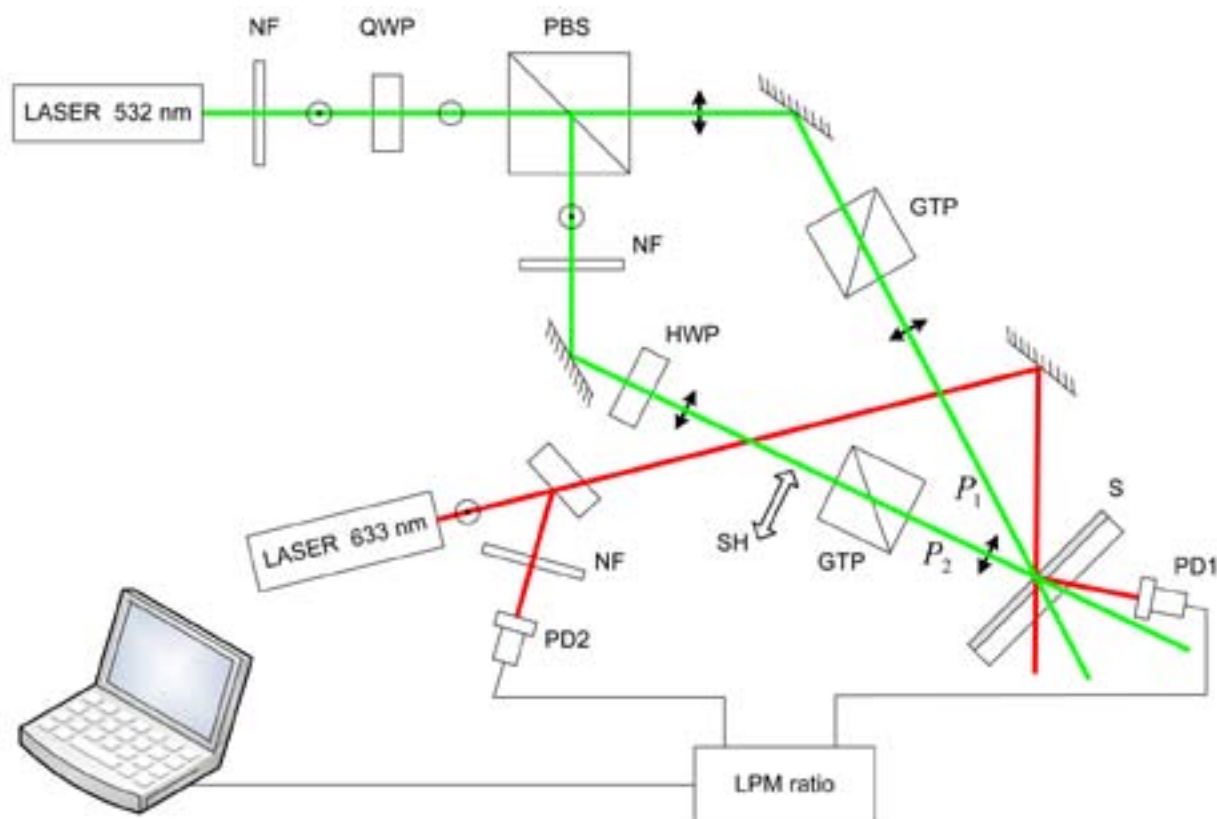 NF
QWP
PBS
LASER 532 nm
GTP
NF
HWP
P1
S
LASER 633 nm
SH
NF
GTP
P2
PD1
PD2
LPM ratio